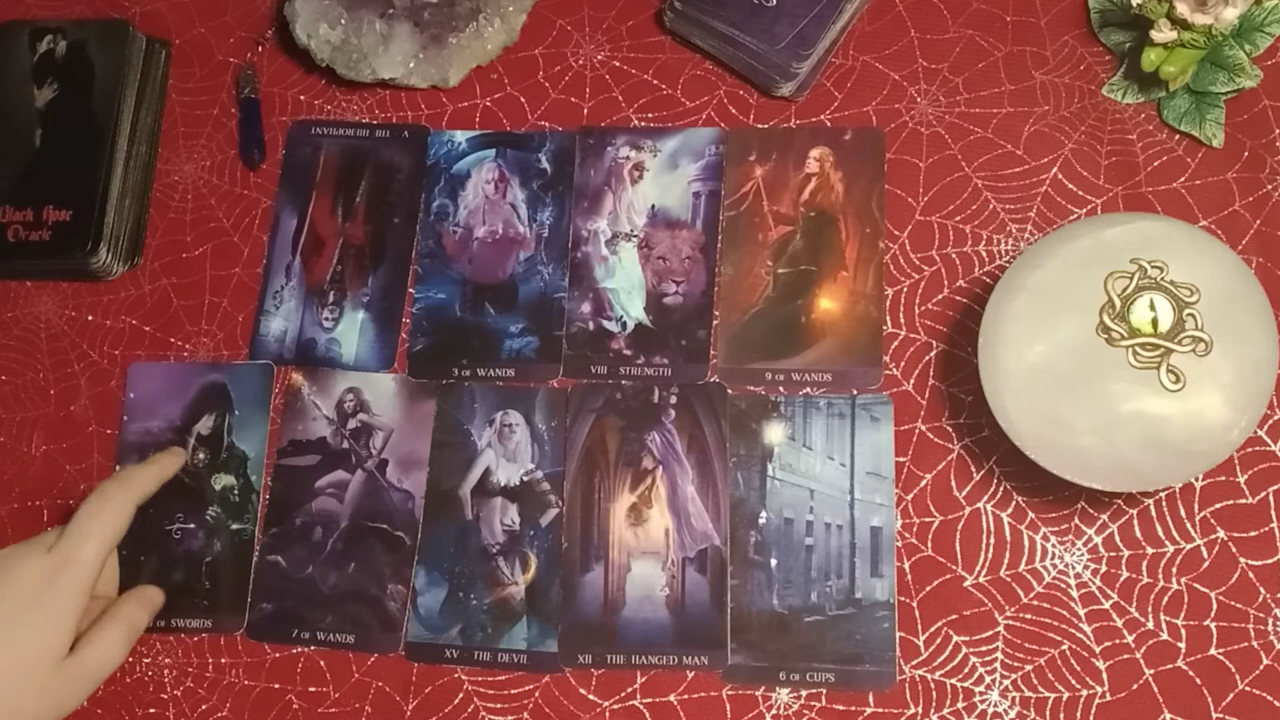 Black Rose
Oracle
V - THE HIEROPHANT
3 OF WANDS
VIII - STRENGTH
9 OF WANDS
OF SWORDS
7 OF WANDS
XV - THE DEVIL
XII - THE HANGED MAN
6 OF CUPS